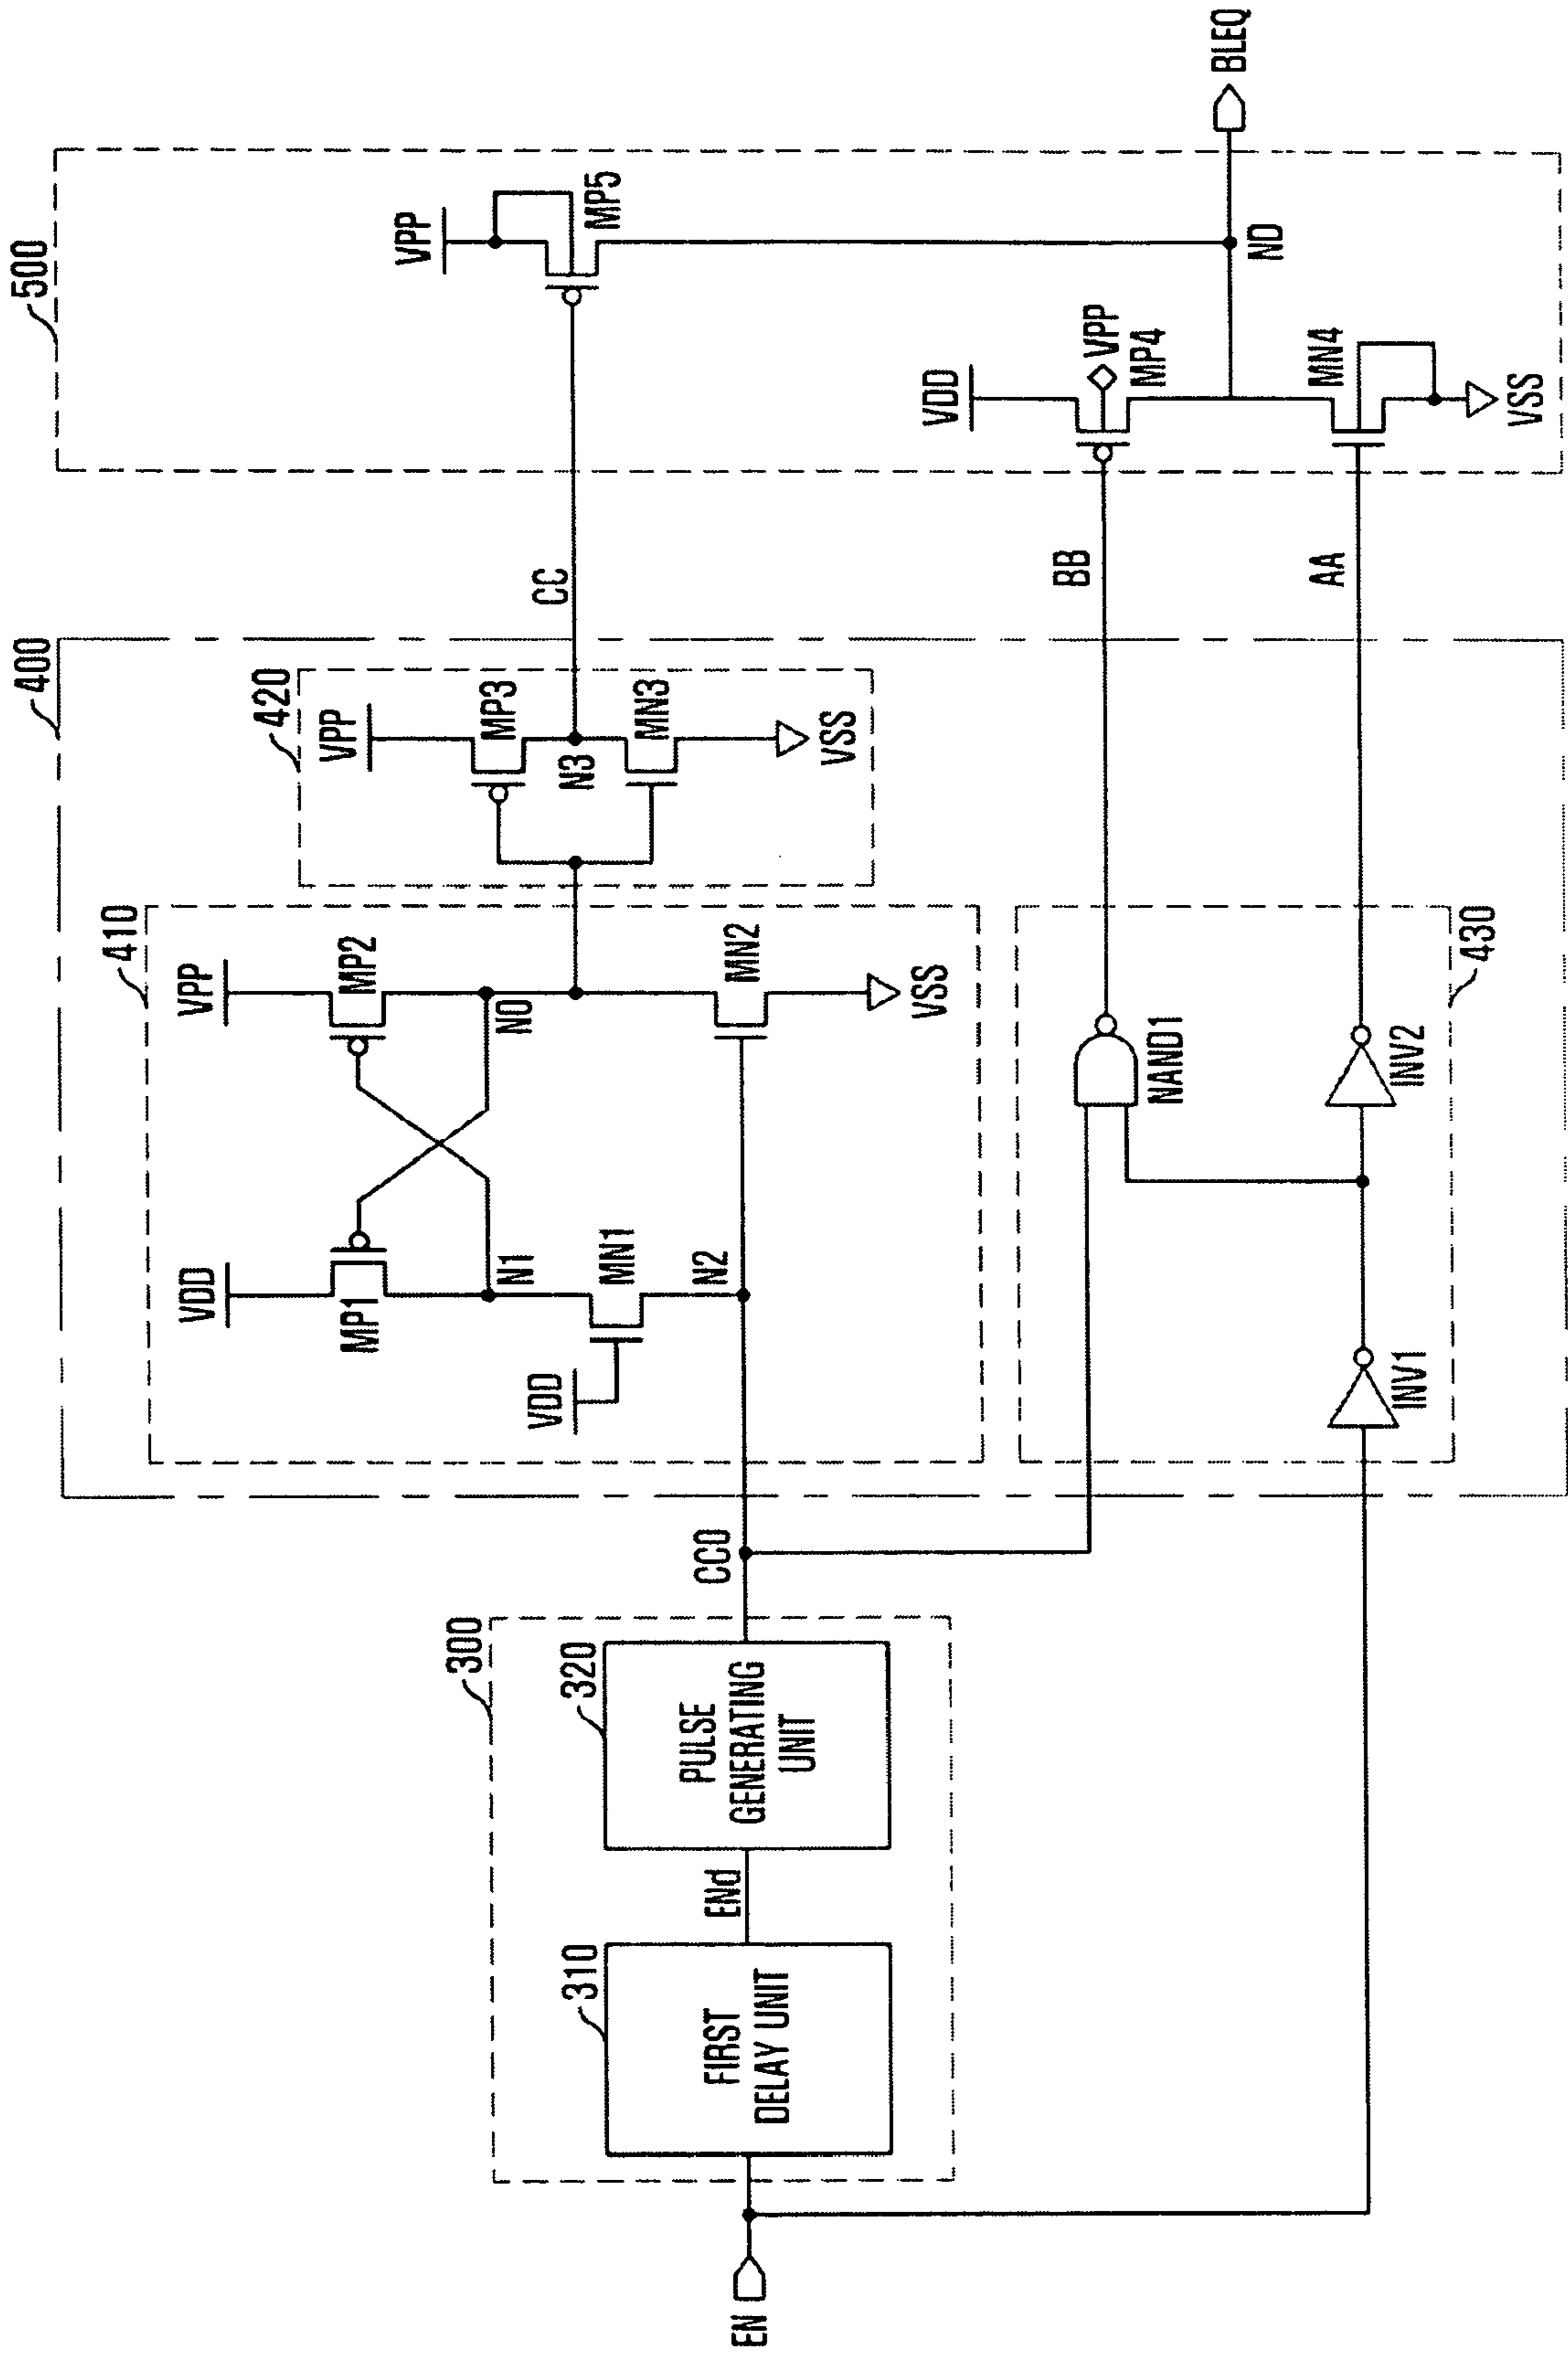 500
400
420
410
VPP
MP5
CC
VPP
MP3
N3
MN3
VSS
VPP
MP2
N0
MN2
VSS
VDD
MP1
N1
MN1
VDD
N2
300
CC0
320
PULSE
GENERATING
UNIT
ENd
310
FIRST
DELAY UNIT
EN
430
NAND1
INV1
INV2
BB
AA
VDD
VPP
MP4
MN4
VSS
ND
BLEQ